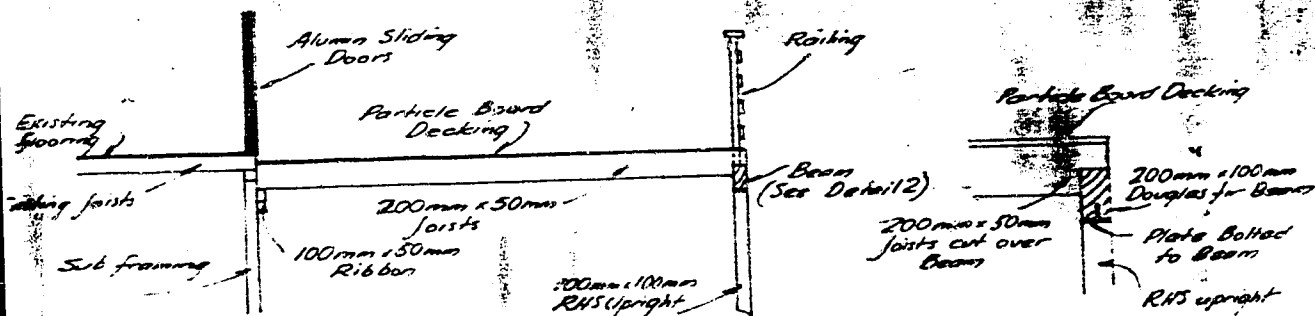 Alumn Sliding
Doors
Railing
Particle Board
Decking
Existing
flooring
joists
200mm x 50mm
joists
Beam
(See Detail 2)
Sub framing
100mm x 50mm
Ribbon
RHS Upright
Particle Board Decking
200mm x 100mm
Douglas fir Beam
200mm x 50mm
joists cut over
Beam
Plate Bolted
to Beam
RHS upright